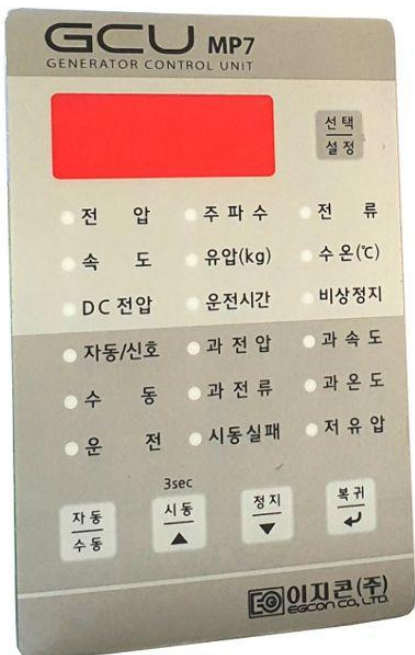 GCU MP7
GENERATOR CONTROL UNIT
선택
설정
전 압 주 파 수 전 류
속 도 유압(kg) 수 온(℃)
DC 전압 운전시간 비상정지
자동/신호 과 전 압 과 속 도
수 동 과 전 류 과 온 도
운 전 시동실패 저 유 압
3sec
자 동 시 동 정 지 복 귀
수 동
이지콘(주)
EGCON CO., LTD.